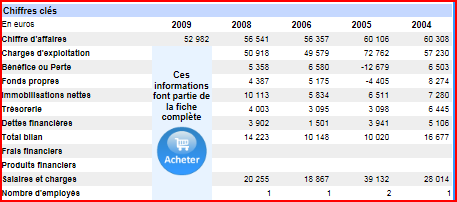 Chiffres clés
En euros 2009 2008 2006 2005 2004
Chiffre d'affaires 52 982 56 541 56 357 60 106 60 308
Charges d'exploitation 50 918 49 579 72 762 57 230
Bénéfice ou Perte 5 358 6 580 -12 679 6 503
Fonds propres 4 387 5 175 -4 405 8 274
Immobilisations nettes 10 113 5 834 6 511 7 280
Trésorerie 4 003 3 095 3 098 6 445
Dettes financières 3 902 1 501 3 941 5 106
Total bilan 14 223 10 148 10 020 16 677
Frais financiers
Produits financiers
Salaires et charges 20 255 18 867 39 132 28 014
Nombre d'employés 1 1 2 1
Ces
informations
font partie de
la fiche
complète
Acheter